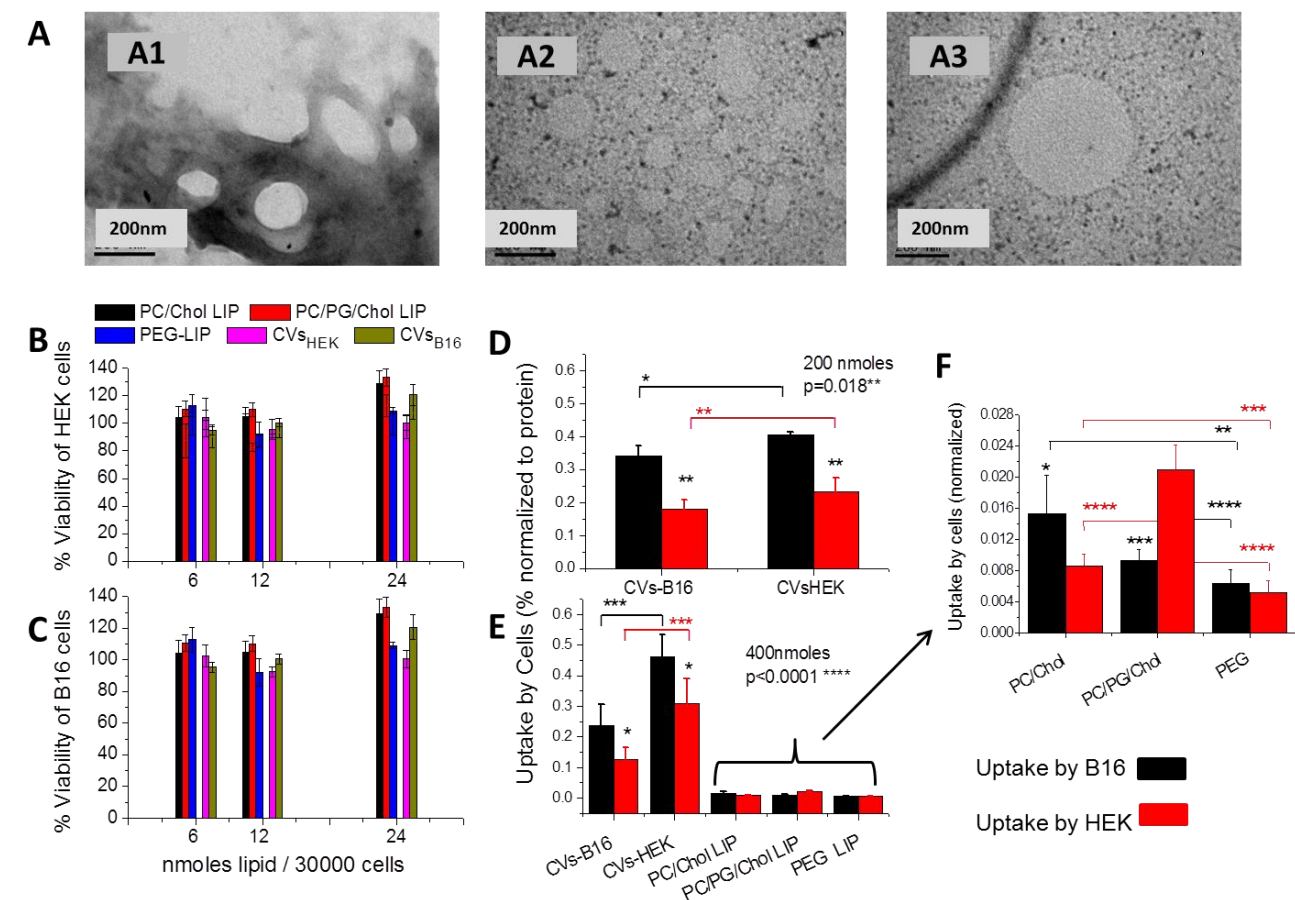 A
A1
200nm
A2
200nm
A3
200nm
PC/Chol LIP
PC/PG/Chol LIP
PEG-LIP
CVsHEK
CVsB16
B
% Viability of HEK cells
140
120
100
80
60
40
20
0
6
12
24
C
% Viability of B16 cells
140
120
100
80
60
40
20
0
6
12
24
nmoles lipid / 30000 cells
D
Uptake by Cells (% normalized to protein)
0.6
0.5
0.4
0.3
0.2
0.1
0.0
*
**
**
**
200 nmoles
p=0.018**
CVs-B16
CVsHEK
E
0.6
0.5
0.4
0.3
0.2
0.1
0.0
***
***
*
*
400nmoles
p<0.0001 ****
CVs-B16
CVs-HEK
PC/Chol LIP
PC/PG/Chol LIP
PEG LIP
F
Uptake by cells (normalized)
0.028
0.024
0.020
0.016
0.012
0.008
0.004
0.000
***
**
*
****
***
****
****
PC/Chol
PC/PG/Chol
PEG
Uptake by B16
Uptake by HEK